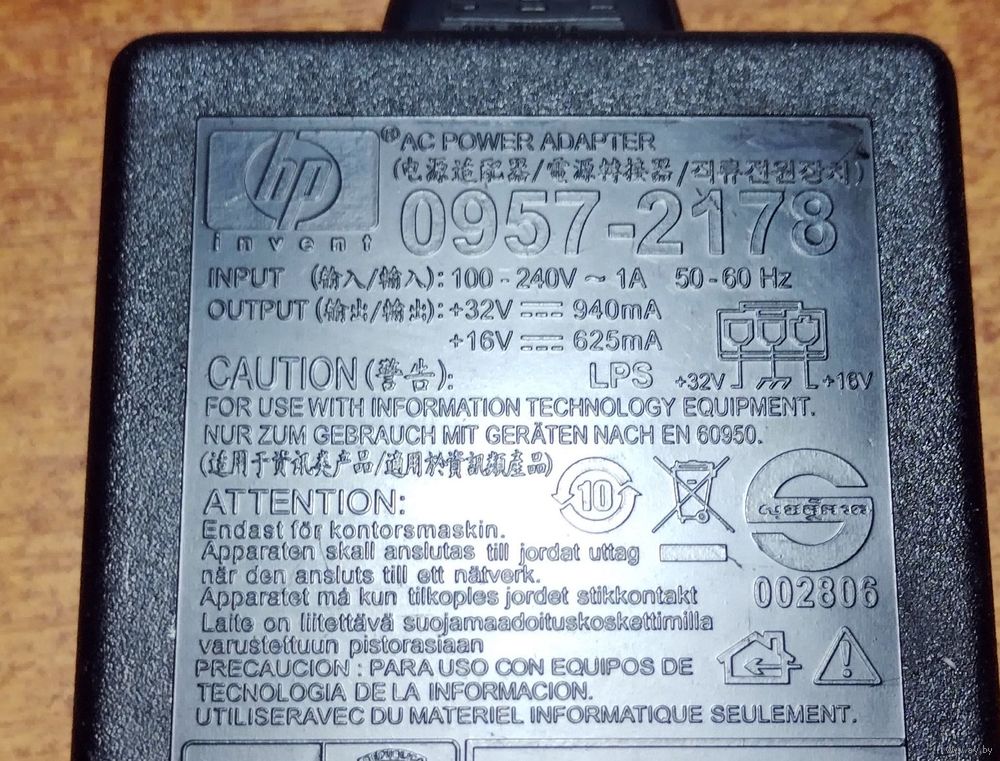 hp
invent
® AC POWER ADAPTER
(电源适配器/電源轉接器/직류전원장치)
0957-2178
INPUT (输入/輸入): 100 - 240V ~ 1A 50-60 Hz
OUTPUT (输出/輸出): +32V ⎓ 940mA
+16V ⎓ 625mA
CAUTION (警告): LPS +32V +16V
FOR USE WITH INFORMATION TECHNOLOGY EQUIPMENT.
NUR ZUM GEBRAUCH MIT GERÄTEN NACH EN 60950.
(适用于资讯类产品/適用於資訊類產品)
10
ATTENTION:
Endast för kontorsmaskin.
Apparaten skall anslutas till jordat uttag
när den ansluts till ett nätverk.
Apparatet må kun tilkoples jordet stikkontakt
002806
Laite on liitettävä suojamaadoituskoskettimilla
varustettuun pistorasiaan
PRECAUCION : PARA USO CON EQUIPOS DE
TECNOLOGIA DE LA INFORMACION.
UTILISERAVEC DU MATERIEL INFORMATIQUE SEULEMENT.